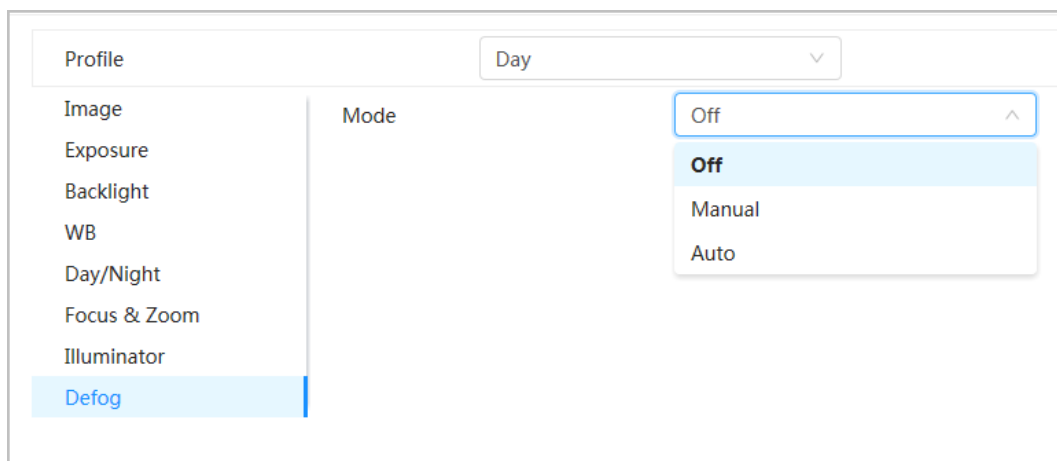 Profile Day
Image
Mode Off
Exposure
Off
Backlight
Manual
WB
Auto
Day/Night
Focus & Zoom
Illuminator
Defog